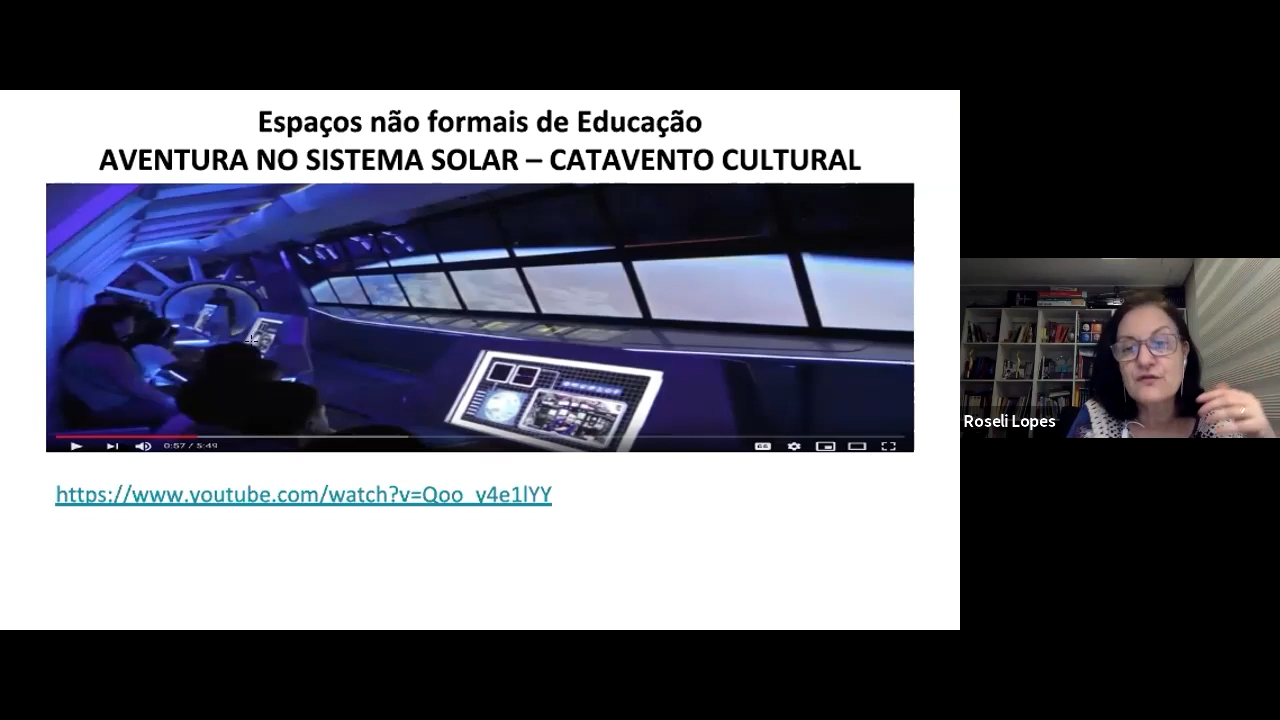 Espaços não formais de Educação
AVENTURA NO SISTEMA SOLAR – CATAVENTO CULTURAL
0:57 / 5:49
https://www.youtube.com/watch?v=Qoo_y4e1lYY
Roseli Lopes